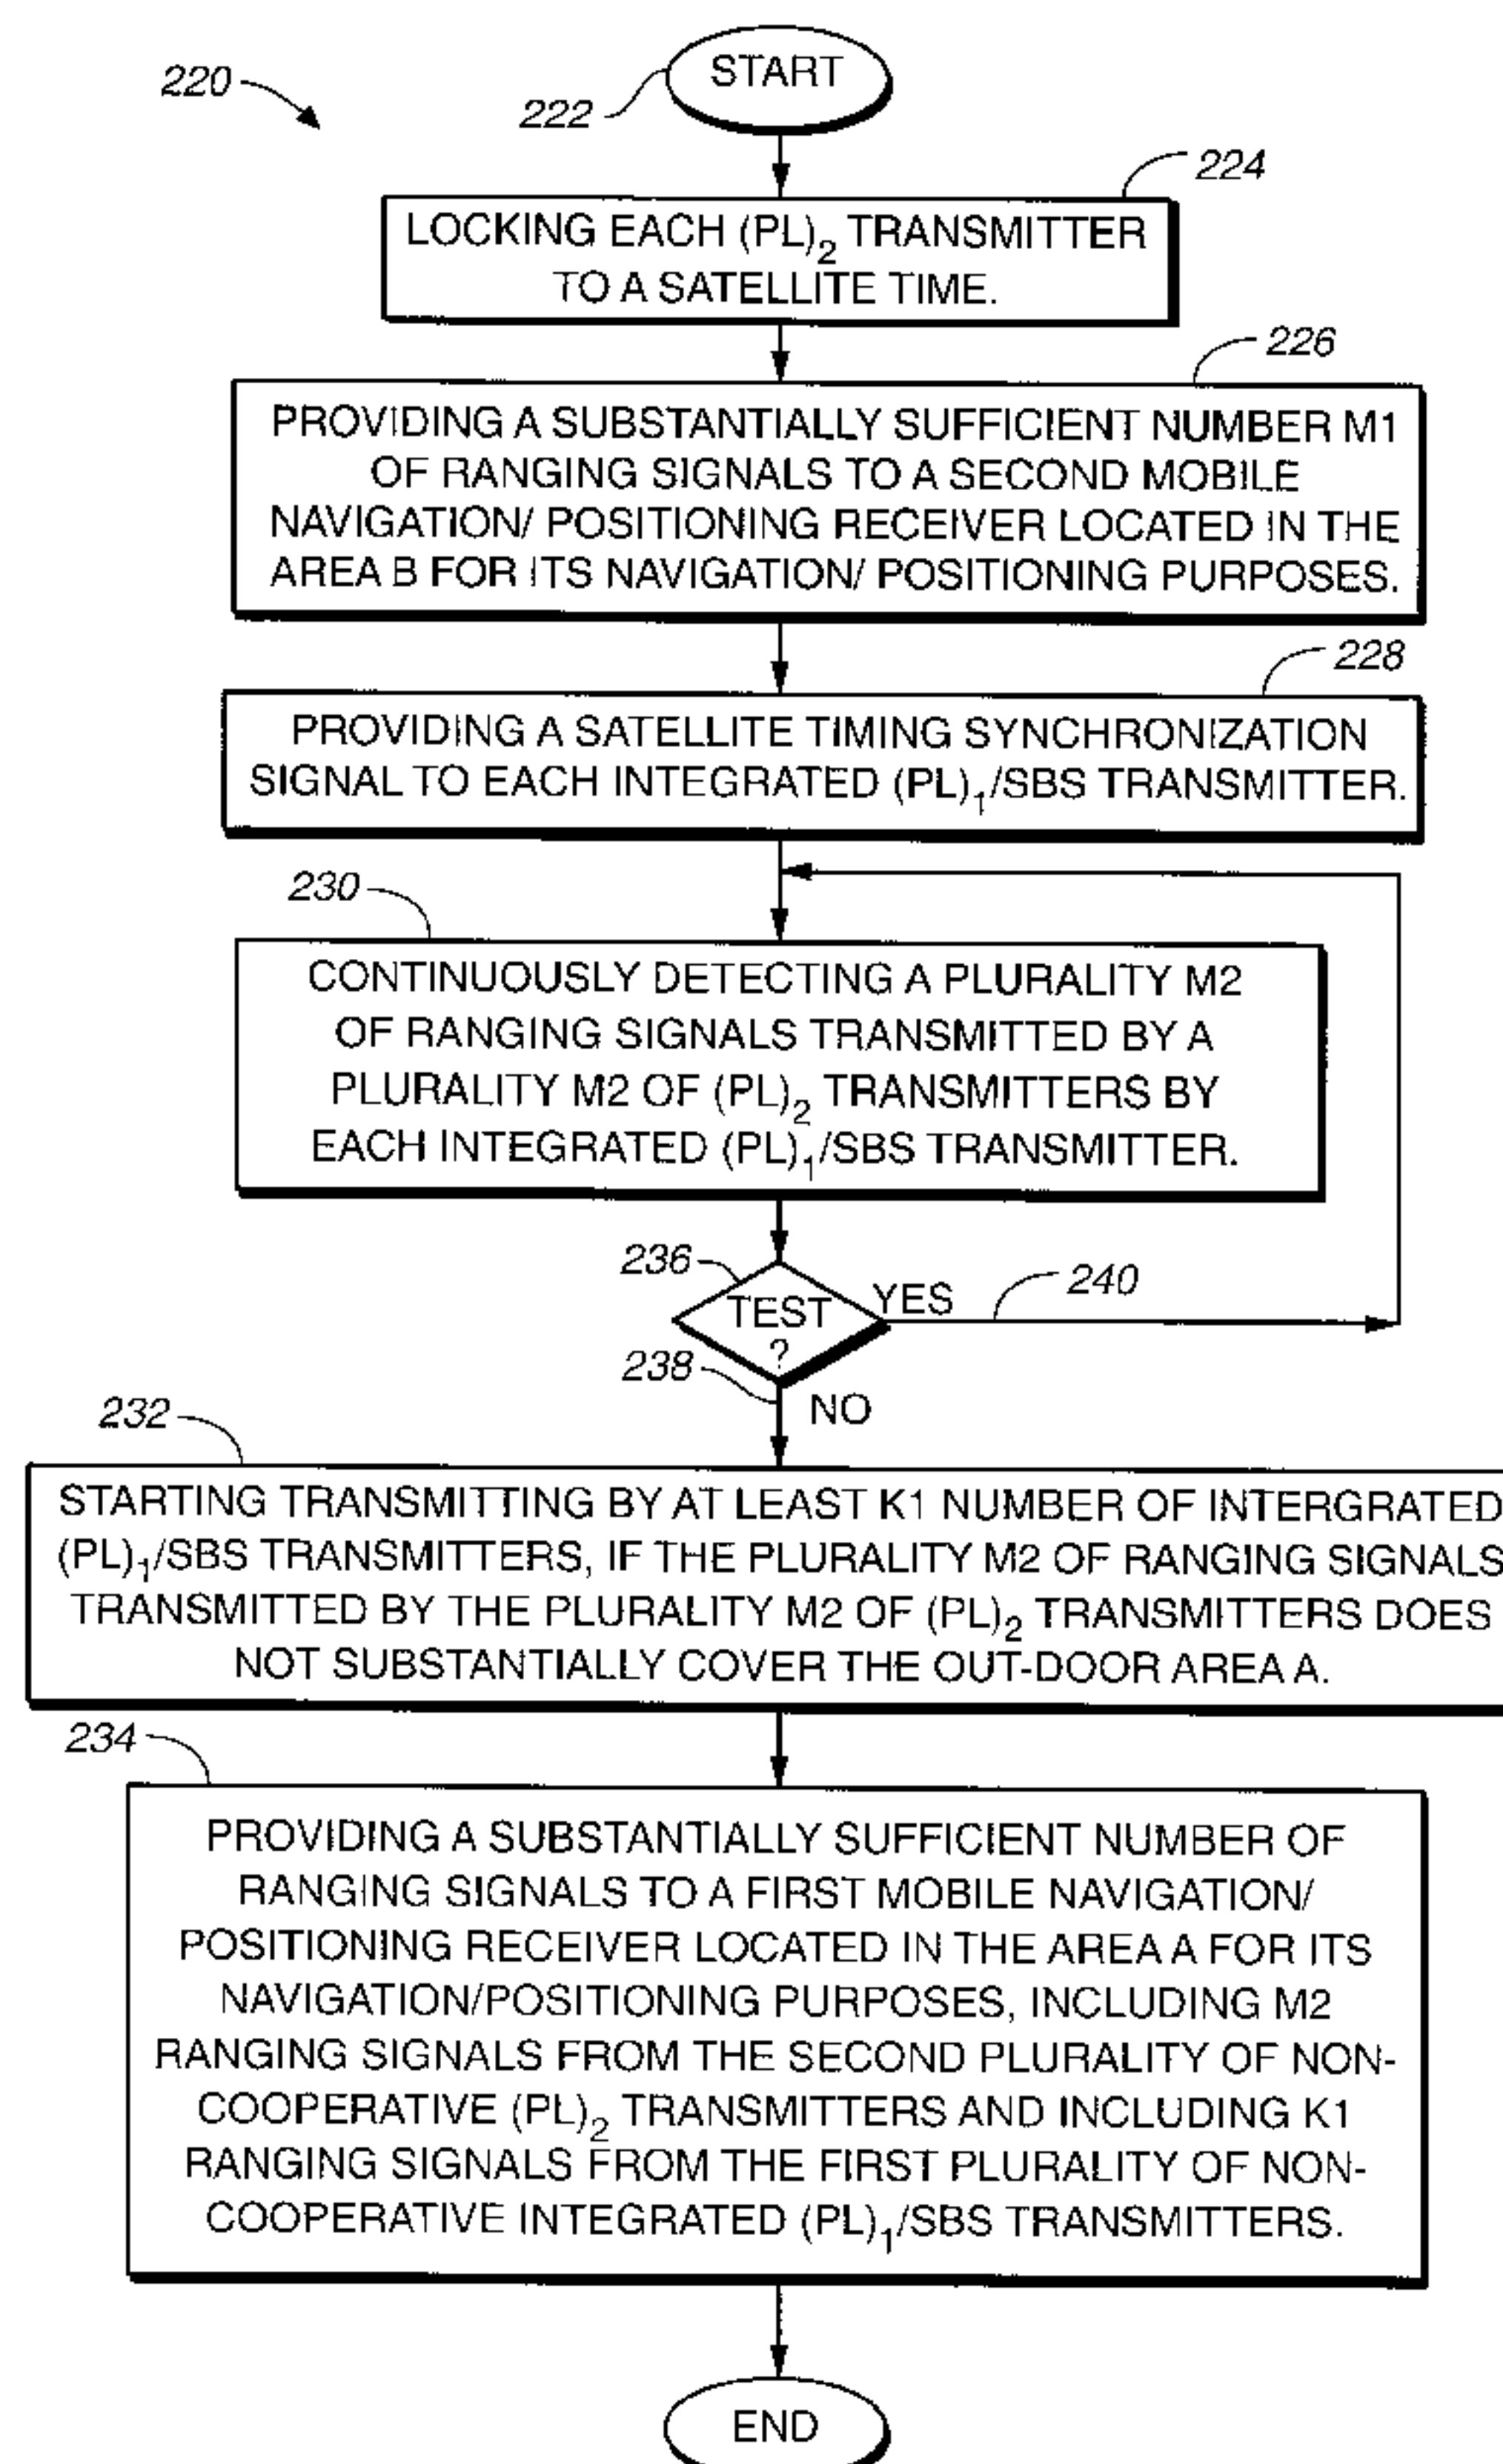 220
222
START
224
LOCKING EACH (PL)2 TRANSMITTER
TO A SATELLITE TIME.
226
PROVIDING A SUBSTANTIALLY SUFFICIENT NUMBER M1
OF RANGING SIGNALS TO A SECOND MOBILE
NAVIGATION/ POSITIONING RECEIVER LOCATED IN THE
AREA B FOR ITS NAVIGATION/ POSITIONING PURPOSES.
228
PROVIDING A SATELLITE TIMING SYNCHRONIZATION
SIGNAL TO EACH INTEGRATED (PL)1/SBS TRANSMITTER.
230
CONTINUOUSLY DETECTING A PLURALITY M2
OF RANGING SIGNALS TRANSMITTED BY A
PLURALITY M2 OF (PL)2 TRANSMITTERS BY
EACH INTEGRATED (PL)1/SBS TRANSMITTER.
236
TEST
?
YES
240
238
NO
232
STARTING TRANSMITTING BY AT LEAST K1 NUMBER OF INTERGRATED
(PL)1/SBS TRANSMITTERS, IF THE PLURALITY M2 OF RANGING SIGNALS
TRANSMITTED BY THE PLURALITY M2 OF (PL)2 TRANSMITTERS DOES
NOT SUBSTANTIALLY COVER THE OUT-DOOR AREA A.
234
PROVIDING A SUBSTANTIALLY SUFFICIENT NUMBER OF
RANGING SIGNALS TO A FIRST MOBILE NAVIGATION/
POSITIONING RECEIVER LOCATED IN THE AREA A FOR ITS
NAVIGATION/POSITIONING PURPOSES, INCLUDING M2
RANGING SIGNALS FROM THE SECOND PLURALITY OF NON-
COOPERATIVE (PL)2 TRANSMITTERS AND INCLUDING K1
RANGING SIGNALS FROM THE FIRST PLURALITY OF NON-
COOPERATIVE INTEGRATED (PL)1/SBS TRANSMITTERS.
END